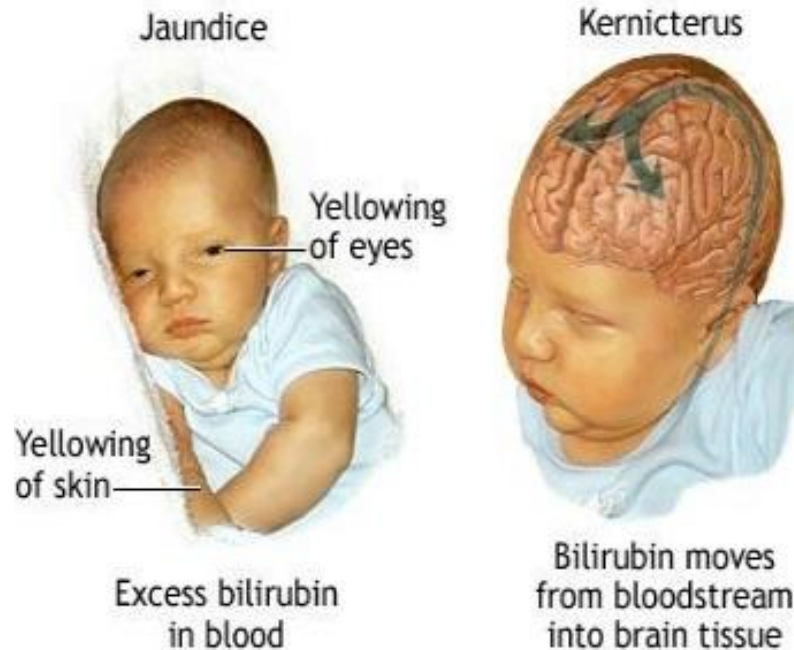 Jaundice
Yellowing
of eyes
Yellowing
of skin
Excess bilirubin
in blood
Kernicterus
Bilirubin moves
from bloodstream
into brain tissue